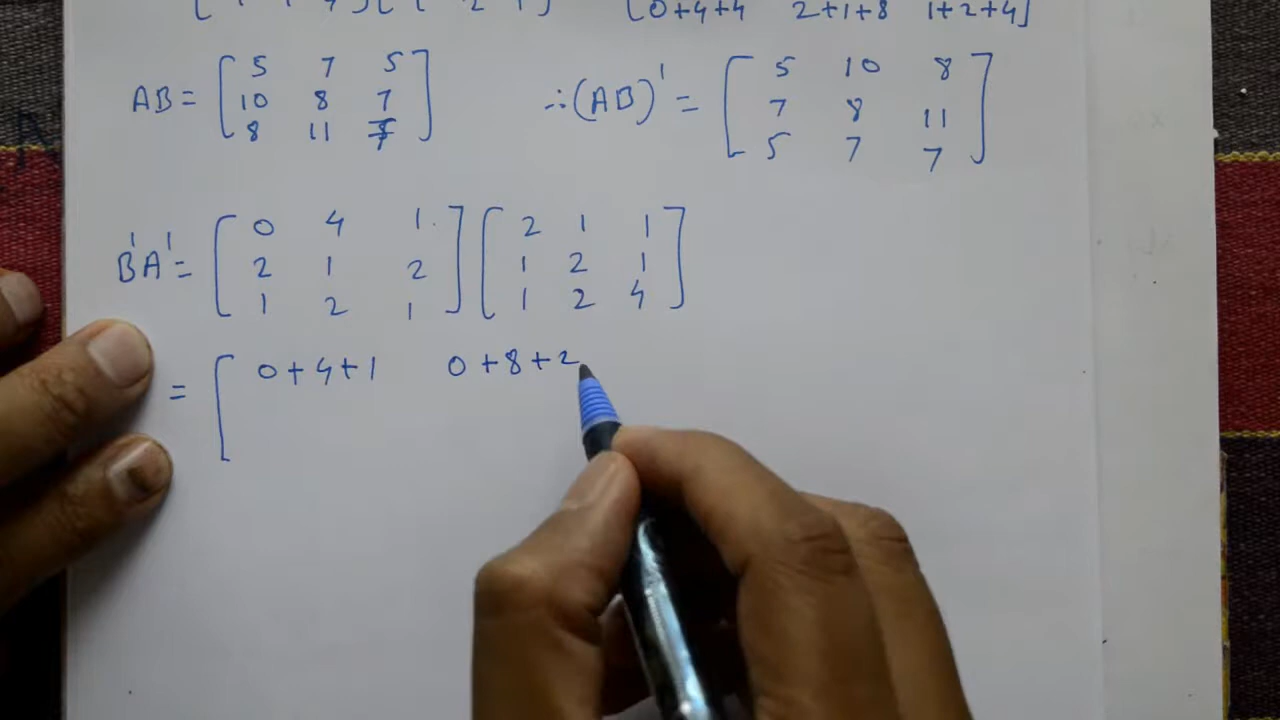 [0+4+4 2+1+8 1+2+4]
AB = [5 7 5
10 8 7
8 11 7]
∴(AB)' = [5 10 8
7 8 11
5 7 7]
B'A' = [0 4 1
2 1 2
1 2 1] [2 1 1
1 2 1
1 2 4]
= [0+4+1 0+8+2